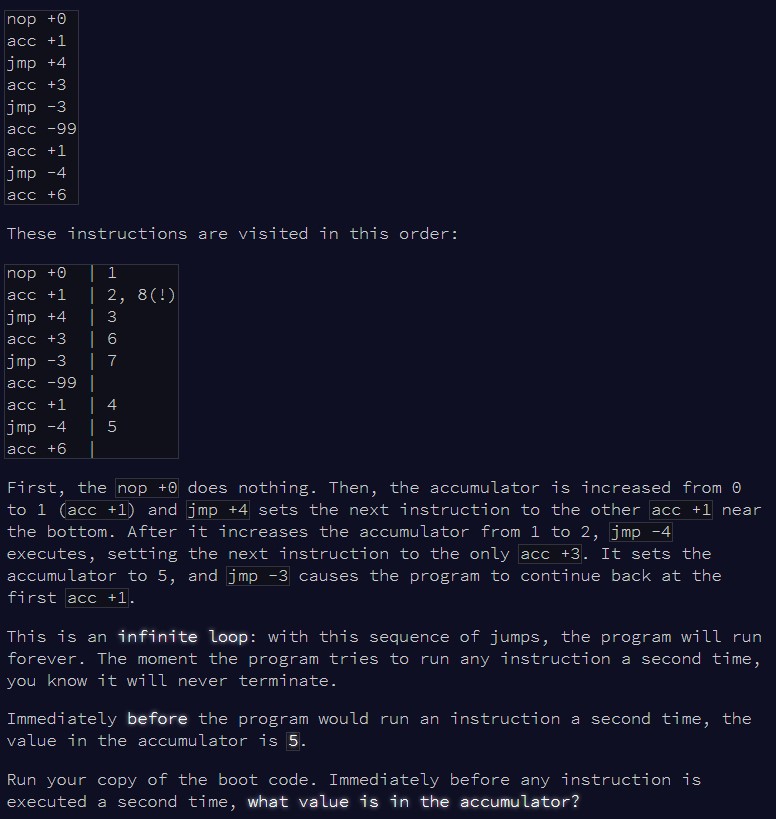 nop +0
acc +1
jmp +4
acc +3
jmp -3
acc -99
acc +1
jmp -4
acc +6
These instructions are visited in this order:
nop +0  | 1
acc +1  | 2, 8(!)
jmp +4  | 3
acc +3  | 6
jmp -3  | 7
acc -99 |
acc +1  | 4
jmp -4  | 5
acc +6  |
First, the nop +0 does nothing. Then, the accumulator is increased from 0
to 1 (acc +1) and jmp +4 sets the next instruction to the other acc +1 near
the bottom. After it increases the accumulator from 1 to 2, jmp -4
executes, setting the next instruction to the only acc +3. It sets the
accumulator to 5, and jmp -3 causes the program to continue back at the
first acc +1.
This is an infinite loop: with this sequence of jumps, the program will run
forever. The moment the program tries to run any instruction a second time,
you know it will never terminate.
Immediately before the program would run an instruction a second time, the
value in the accumulator is 5.
Run your copy of the boot code. Immediately before any instruction is
executed a second time, what value is in the accumulator?